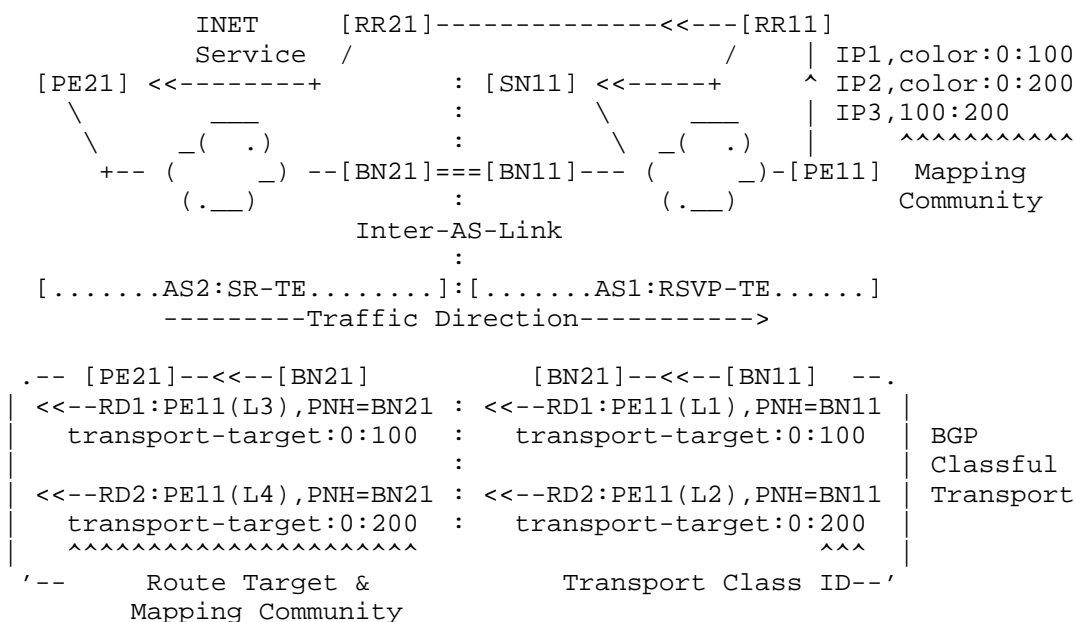 INET      [RR21]--------------<<---[RR11]
            Service   /                       /     | IP1,color:0:100
  [PE21] <<--------+         : [SN11] <<-----+      ^ IP2,color:0:200
    \        ___             :        \     ___     | IP3,100:200
     \     _(   .)           :         \  _(   .)   |     ^^^^^^^^^^^
      +-- (      _) --[BN21]===[BN11]--- (      _)-[PE11]  Mapping
           (.__)             :            (.__)           Community
                      Inter-AS-Link
                             :
  [.......AS2:SR-TE........]:[.......AS1:RSVP-TE......]
          ---------Traffic Direction----------->
 .-- [PE21]--<<--[BN21]          [BN21]--<<--[BN11]  --.
|  <<--RD1:PE11(L3),PNH=BN21 : <<--RD1:PE11(L1),PNH=BN11 |
|    transport-target:0:100  :   transport-target:0:100  | BGP
|                            :                           | Classful
|  <<--RD2:PE11(L4),PNH=BN21 : <<--RD2:PE11(L2),PNH=BN11 | Transport
|    transport-target:0:200  :   transport-target:0:200  |
|    ^^^^^^^^^^^^^^^^^^^^^^                      ^^^    |
 '--     Route Target &           Transport Class ID--'
        Mapping Community